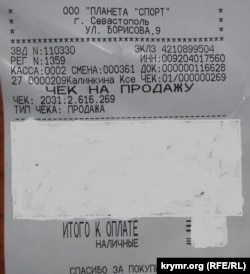 ООО "ПЛАНЕТА "СПОРТ"
г. Севастополь
УЛ. БОРИСОВА,9
ЗВД N:110330 ЭКЛЗ 4210899504
РЕГ N:1359 ИНН:009204017560
КАССА:0002 СМЕНА:000361 ДОК:000000116628
27 0000209Калинкина Ксе ЧЕК:01/000000269
ЧЕК НА ПРОДАЖУ
ЧЕК: 2031.2.616.269
ТИП ЧЕКА: ПРОДАЖА
ИТОГО К ОПЛАТЕ
НАЛИЧНЫЕ
СПАСИБО ЗА ПОКУП
krymr.org (RFE/RL)